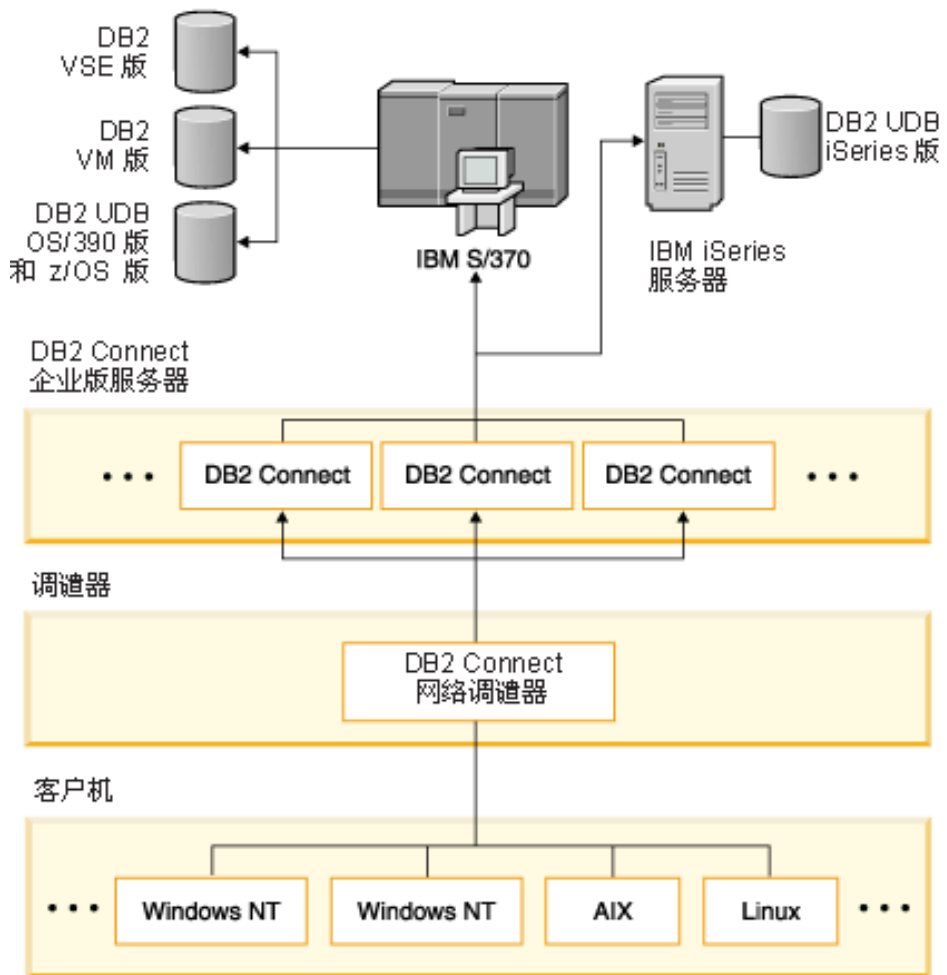 DB2
VSE 版
DB2
VM 版
DB2 UDB
OS/390 版
和 z/OS 版
IBM S/370
DB2 UDB
iSeries 版
IBM iSeries
服务器
DB2 Connect
企业版服务器
••• DB2 Connect DB2 Connect DB2 Connect •••
调谴器
DB2 Connect
网络调谴器
客户机
••• Windows NT Windows NT AIX Linux •••